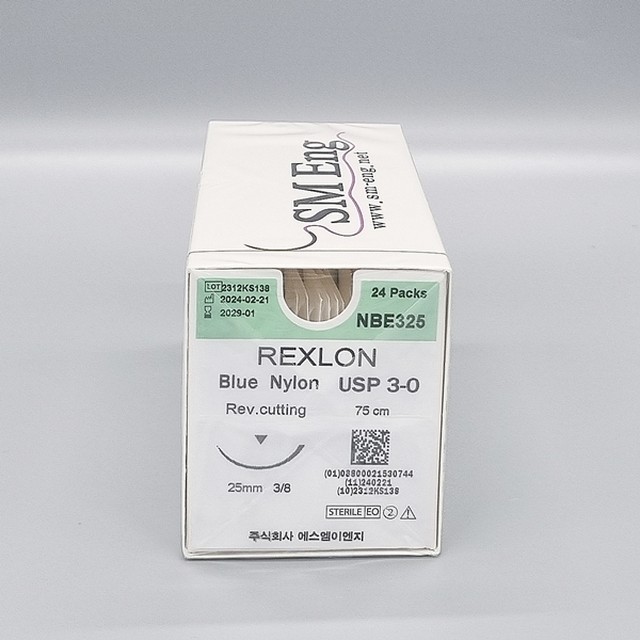 SM Eng
www.sm-eng.net
LOT 2312KS138
2024-02-21
2029-01
24 Packs
NBE325
REXLON
Blue Nylon USP 3-0
Rev.cutting 75 cm
25mm 3/8
(01)08800021530744
(11)240221
(10)2312KS138
STERILE EO 2
주식회사 에스엠이엔지